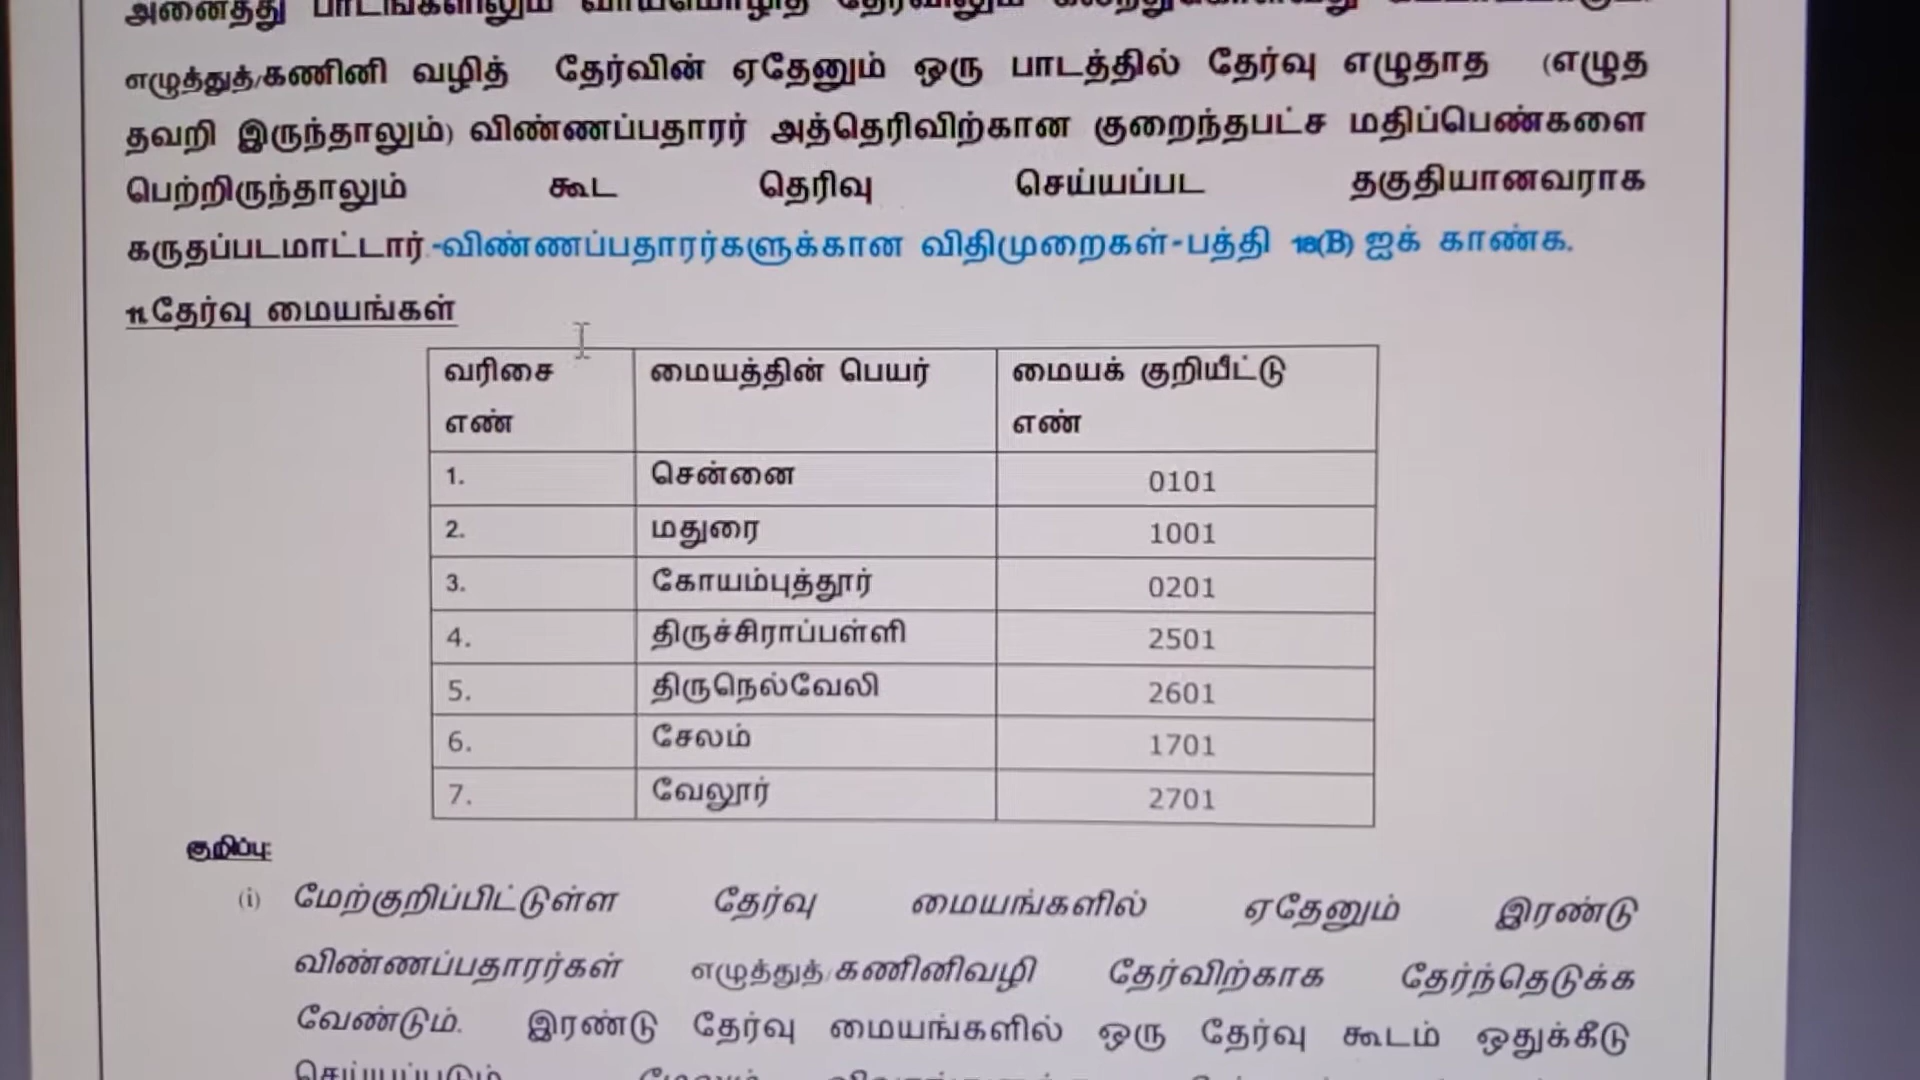 எழுத்துத்/கணினி வழித் தேர்வின் ஏதேனும் ஒரு பாடத்தில் தேர்வு எழுதாத (எழுத
தவறி இருந்தாலும்) விண்ணப்பதாரர் அத்தெரிவிற்கான குறைந்தபட்ச மதிப்பெண்களை
பெற்றிருந்தாலும் கூட தெரிவு செய்யப்பட தகுதியானவராக
கருதப்படமாட்டார்.-விண்ணப்பதாரர்களுக்கான விதிமுறைகள்-பத்தி 18(B) ஐக் காண்க.
11.தேர்வு மையங்கள்
வரிசை எண் மையத்தின் பெயர் மையக் குறியீட்டு எண்
1. சென்னை 0101
2. மதுரை 1001
3. கோயம்புத்தூர் 0201
4. திருச்சிராப்பள்ளி 2501
5. திருநெல்வேலி 2601
6. சேலம் 1701
7. வேலூர் 2701
குறிப்பு:
(i) மேற்குறிப்பிட்டுள்ள தேர்வு மையங்களில் ஏதேனும் இரண்டு
விண்ணப்பதாரர்கள் எழுத்துத்/கணினிவழி தேர்விற்காக தேர்ந்தெடுக்க
வேண்டும். இரண்டு தேர்வு மையங்களில் ஒரு தேர்வு கூடம் ஒதுக்கீடு